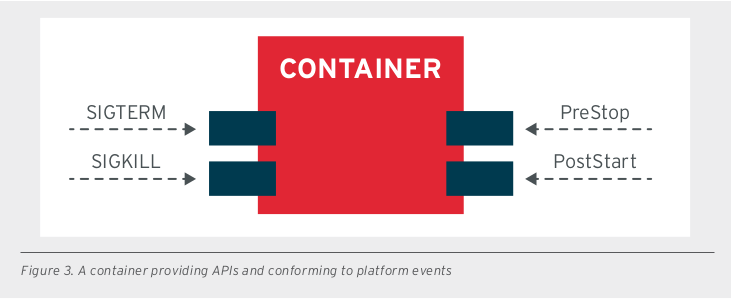 CONTAINER
SIGTERM
PreStop
SIGKILL
PostStart
Figure 3. A container providing APIs and conforming to platform events